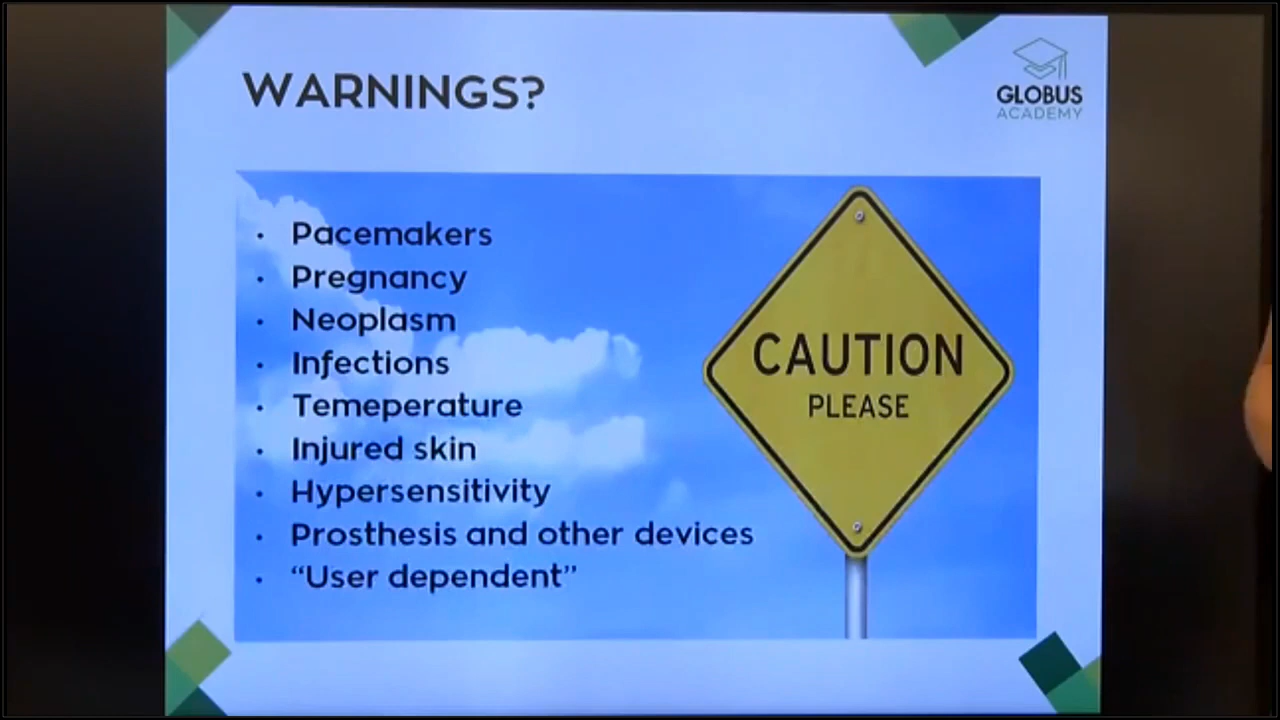 WARNINGS?
GLOBUS
ACADEMY
• Pacemakers
• Pregnancy
• Neoplasm
• Infections
• Temeperature
• Injured skin
• Hypersensitivity
• Prosthesis and other devices
• “User dependent”
CAUTION
PLEASE